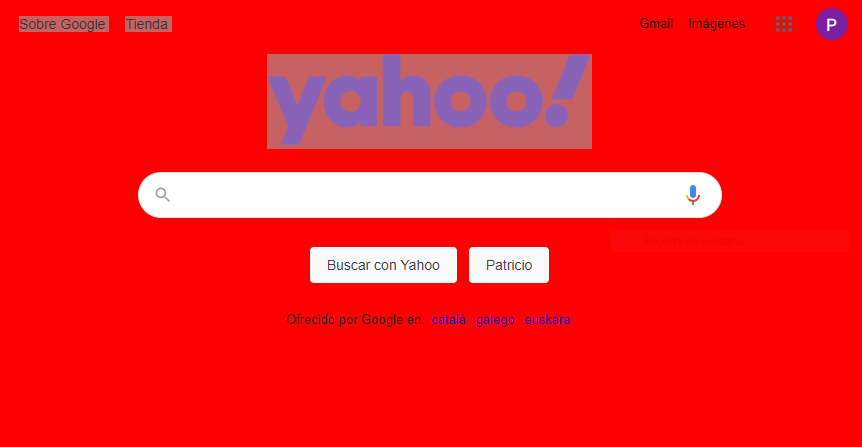 Sobre Google Tienda Gmail Imágenes P
yahoo!
Buscar con Yahoo Patricio
Ofrecido por Google en: català galego euskara